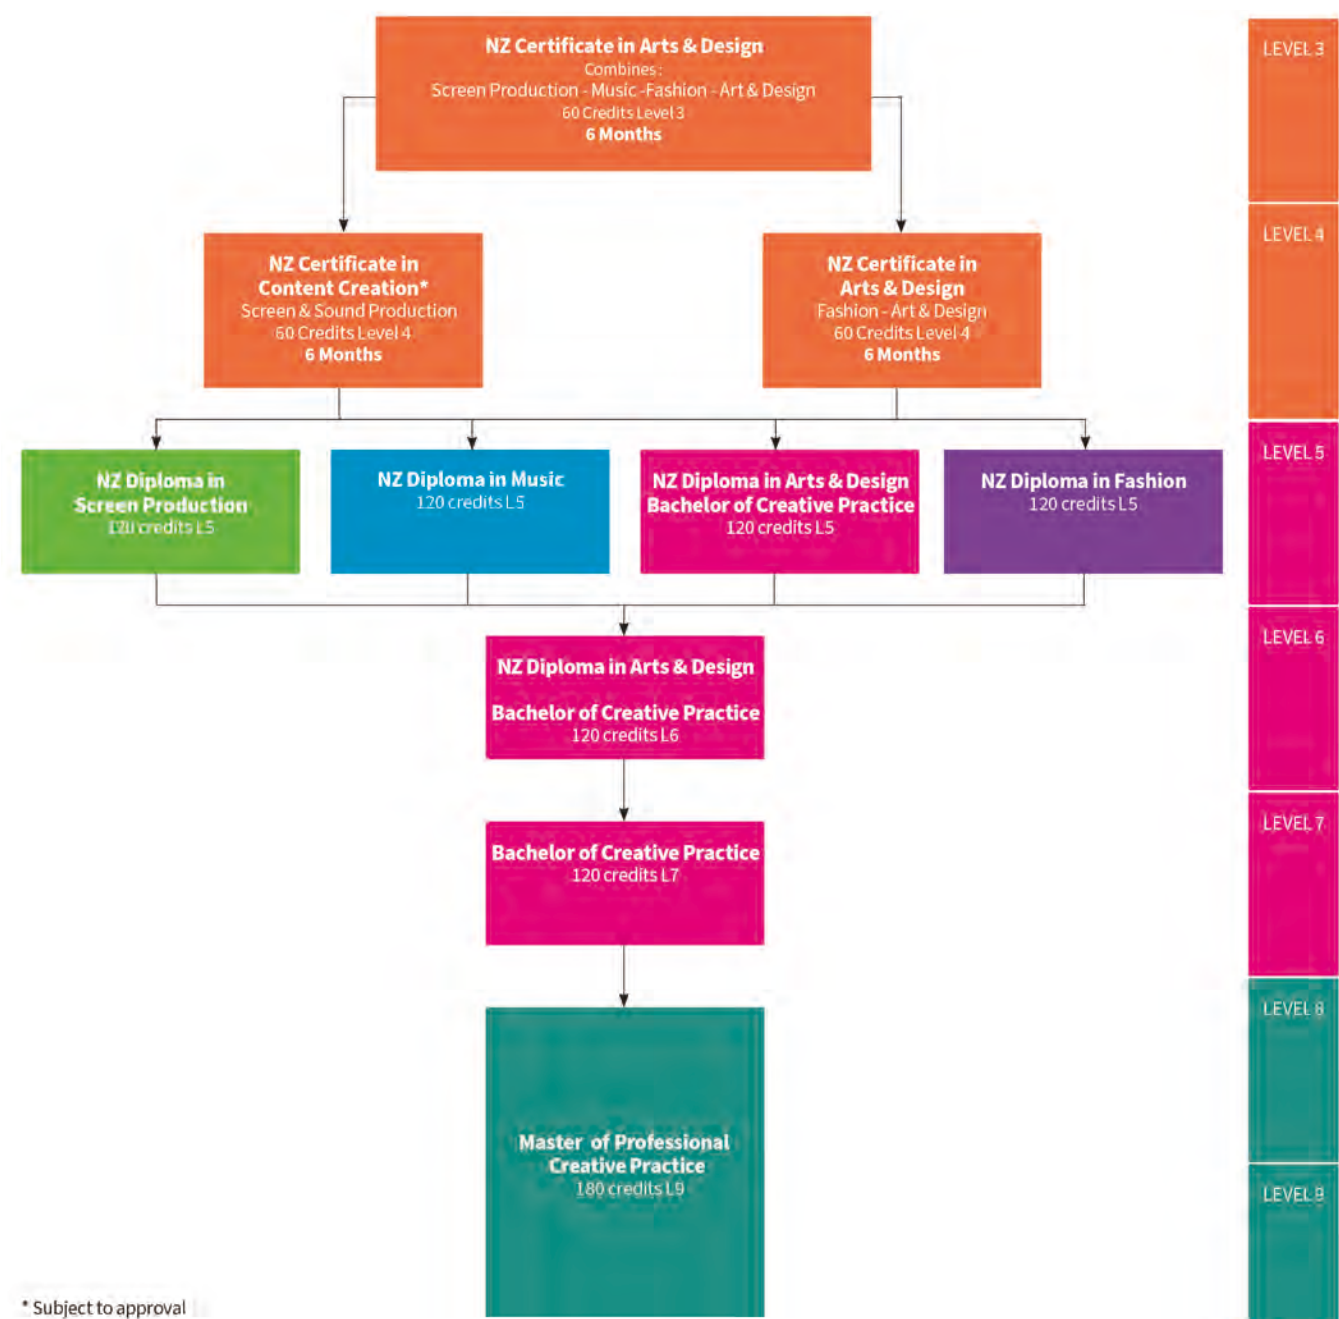 NZ Certificate in Arts & Design
Combines:
Screen Production - Music -Fashion - Art & Design
60 Credits Level 3
6 Months
LEVEL 3
NZ Certificate in
Content Creation*
Screen & Sound Production
60 Credits Level 4
6 Months
NZ Certificate in
Arts & Design
Fashion - Art & Design
60 Credits Level 4
6 Months
LEVEL 4
NZ Diploma in
Screen Production
120 credits L5
NZ Diploma in Music
120 credits L5
NZ Diploma in Arts & Design
Bachelor of Creative Practice
120 credits L5
NZ Diploma in Fashion
120 credits L5
LEVEL 5
NZ Diploma in Arts & Design
Bachelor of Creative Practice
120 credits L6
LEVEL 6
Bachelor of Creative Practice
120 credits L7
LEVEL 7
LEVEL 8
Master of Professional
Creative Practice
180 credits L9
LEVEL 9
* Subject to approval